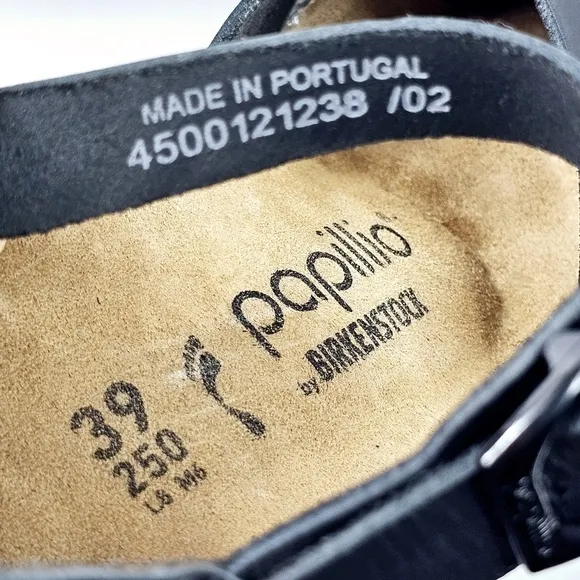 MADE IN PORTUGAL
4500121238 /02
papillio
by BIRKENSTOCK
39
250
L8 M6